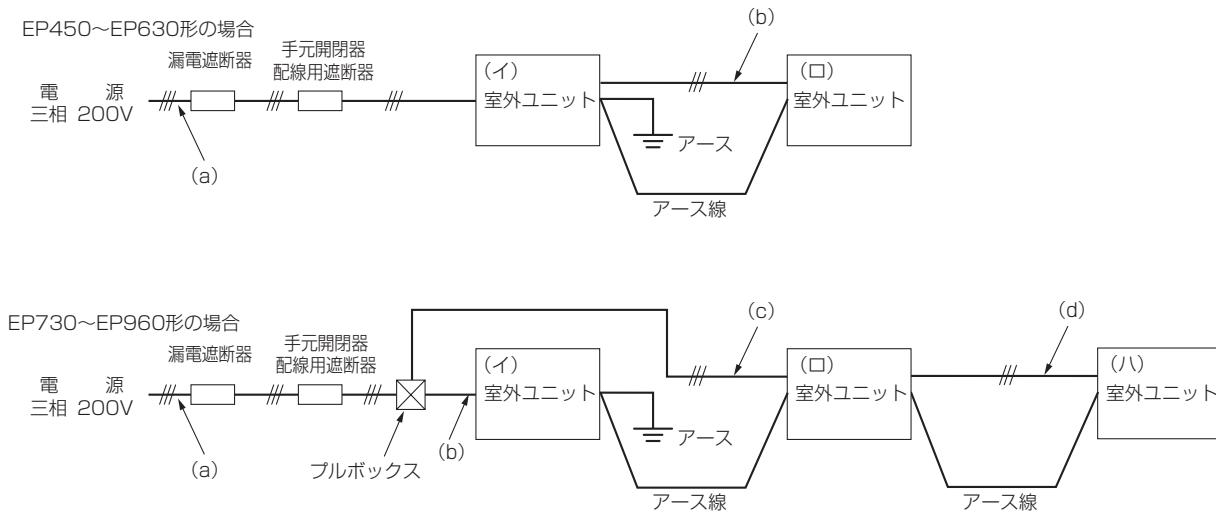 EP450～EP630形の場合
漏電遮断器
手元開閉器
配線用遮断器
電 源
三相 200V
(a)
(イ)
室外ユニット
(b)
(ロ)
室外ユニット
アース
アース線
EP730～EP960形の場合
漏電遮断器
手元開閉器
配線用遮断器
電 源
三相 200V
(a)
プルボックス
(b)
(イ)
室外ユニット
アース
アース線
(c)
(ロ)
室外ユニット
(d)
アース線
(ハ)
室外ユニット